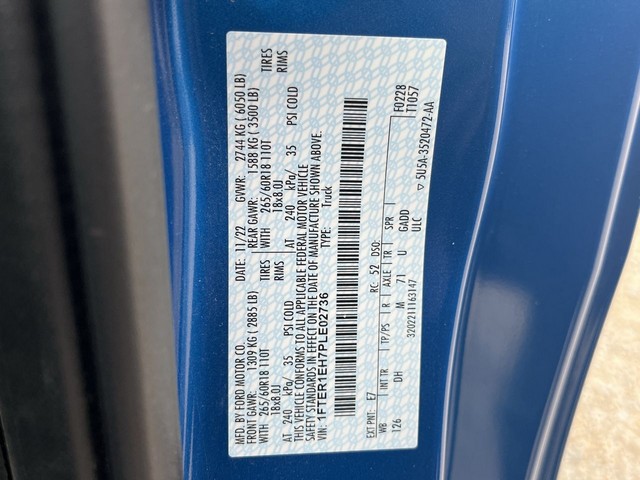 MFD BY FORD MOTOR CO.
DATE: 11/22 GVWR: 2744 KG ( 6050 LB)
FRONT GAWR: 1309 KG ( 2885 LB) REAR GAWR: 1588 KG ( 3500 LB)
WITH 265/60R18 110T TIRES WITH 265/60R18 110T TIRES
18x8.0J RIMS 18x8.0J RIMS
AT 240 kPa/ 35 PSI COLD AT 240 kPa/ 35 PSI COLD
THIS VEHICLE CONFORMS TO ALL APPLICABLE FEDERAL MOTOR VEHICLE
SAFETY STANDARDS IN EFFECT ON THE DATE OF MANUFACTURE SHOWN ABOVE.
VIN: 1FTER1EH7PLE02736 TYPE: Truck
EXT PNT: E7 RC: 52 DSO: F0228
WB INT TR TP/PS R AXLE TR SPR T1057
126 DH M 71 U GADD
3202211163147 ULC
▽ 5U5A-3520472-AA